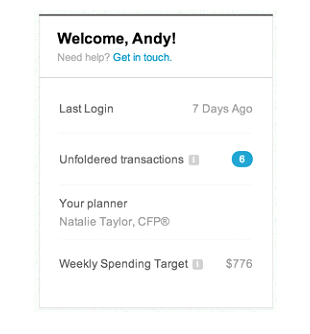 Welcome, Andy!
Need help? Get in touch.
Last Login 7 Days Ago
Unfoldered transactions i 6
Your planner
Natalie Taylor, CFP®
Weekly Spending Target i $776